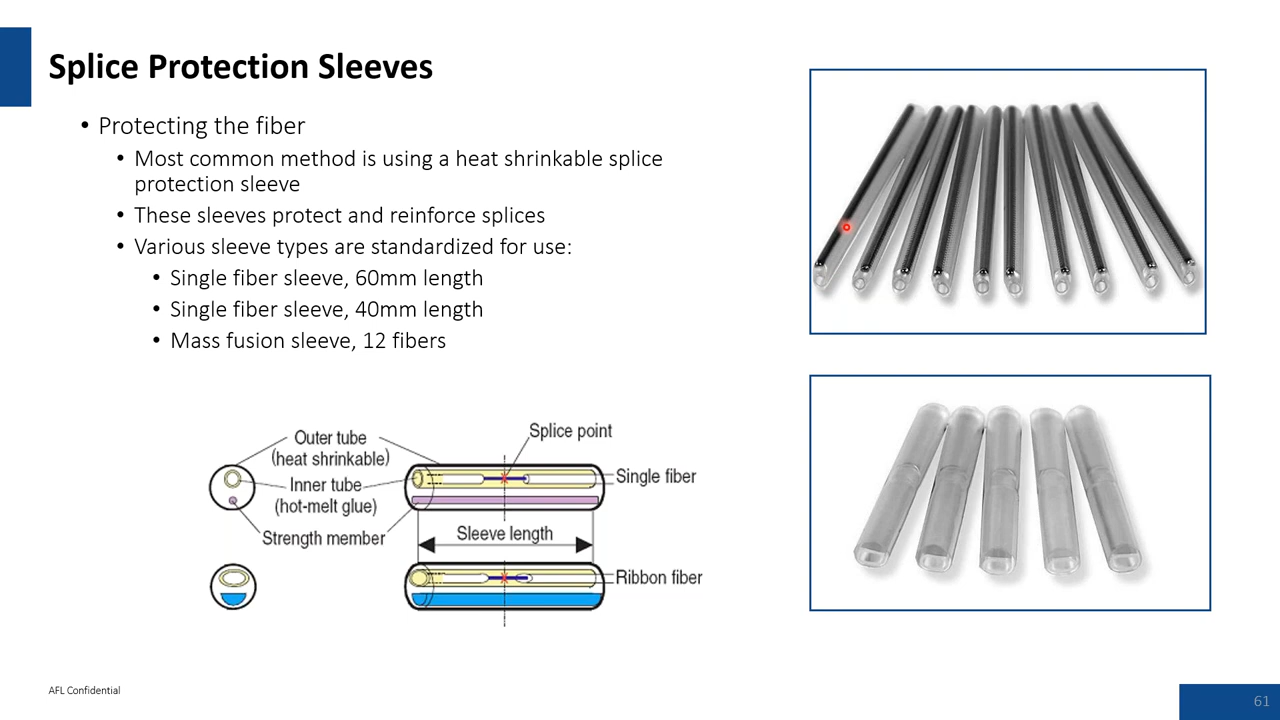 Splice Protection Sleeves
• Protecting the fiber
• Most common method is using a heat shrinkable splice
protection sleeve
• These sleeves protect and reinforce splices
• Various sleeve types are standardized for use:
• Single fiber sleeve, 60mm length
• Single fiber sleeve, 40mm length
• Mass fusion sleeve, 12 fibers
Outer tube
(heat shrinkable)
Inner tube
(hot-melt glue)
Strength member
Splice point
Single fiber
Sleeve length
Ribbon fiber
AFL Confidential
61